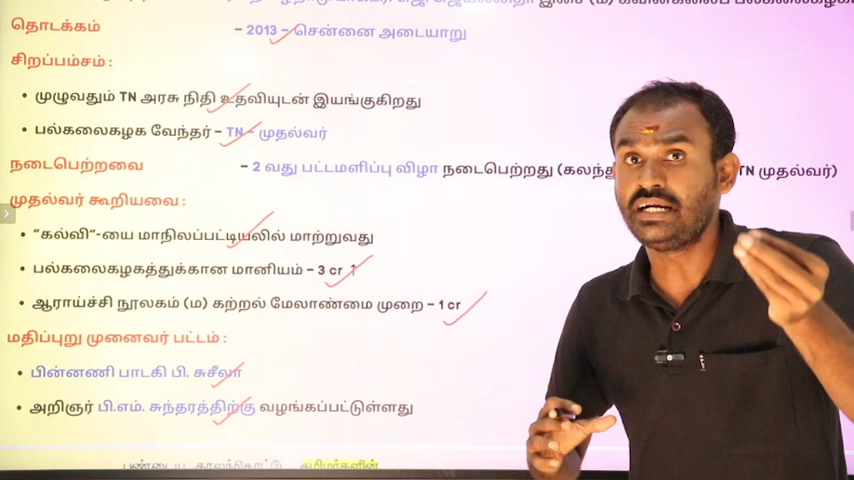 தொடக்கம் – 2013 – சென்னை அடையாறு
சிறப்பம்சம் :
• முழுவதும் TN அரசு நிதி உதவியுடன் இயங்குகிறது
• பல்கலைகழக வேந்தர் – TN – முதல்வர்
நடைபெற்றவை – 2 வது பட்டமளிப்பு விழா நடைபெற்றது TN முதல்வர்)
முதல்வர் கூறியவை :
• “கல்வி“-யை மாநிலப்பட்டியலில் மாற்றுவது
• பல்கலைகழகத்துக்கான மானியம் – 3 cr ↑
• ஆராய்ச்சி நூலகம் (ம) கற்றல் மேலாண்மை முறை – 1 cr
மதிப்புறு முனைவர் பட்டம் :
• பின்னணி பாடகி பி. சுசீலா
• அறிஞர் பி.எம். சுந்தரத்திற்கு வழங்கப்பட்டுள்ளது